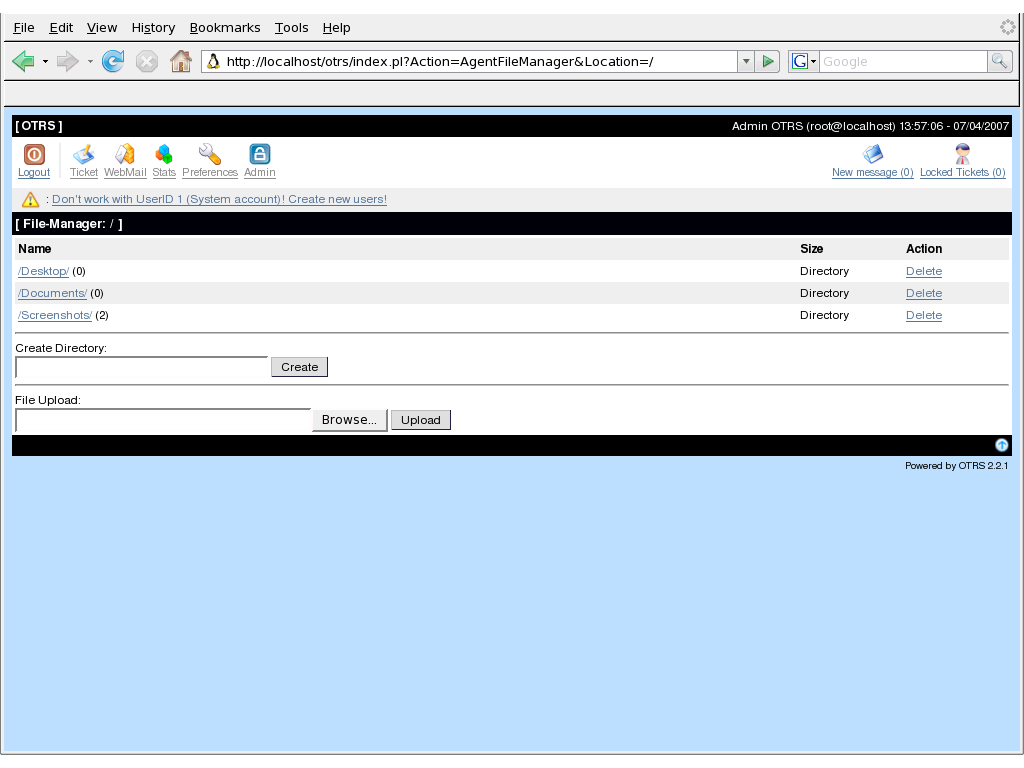 File Edit View History Bookmarks Tools Help
http://localhost/otrs/index.pl?Action=AgentFileManager&Location=/
G Google
[ OTRS ] Admin OTRS (root@localhost) 13:57:06 - 07/04/2007
Logout Ticket WebMail Stats Preferences Admin New message (0) Locked Tickets (0)
: Don't work with UserID 1 (System account)! Create new users!
[ File-Manager: / ]
Name Size Action
/Desktop/ (0) Directory Delete
/Documents/ (0) Directory Delete
/Screenshots/ (2) Directory Delete
Create Directory:
Create
File Upload:
Browse... Upload
Powered by OTRS 2.2.1